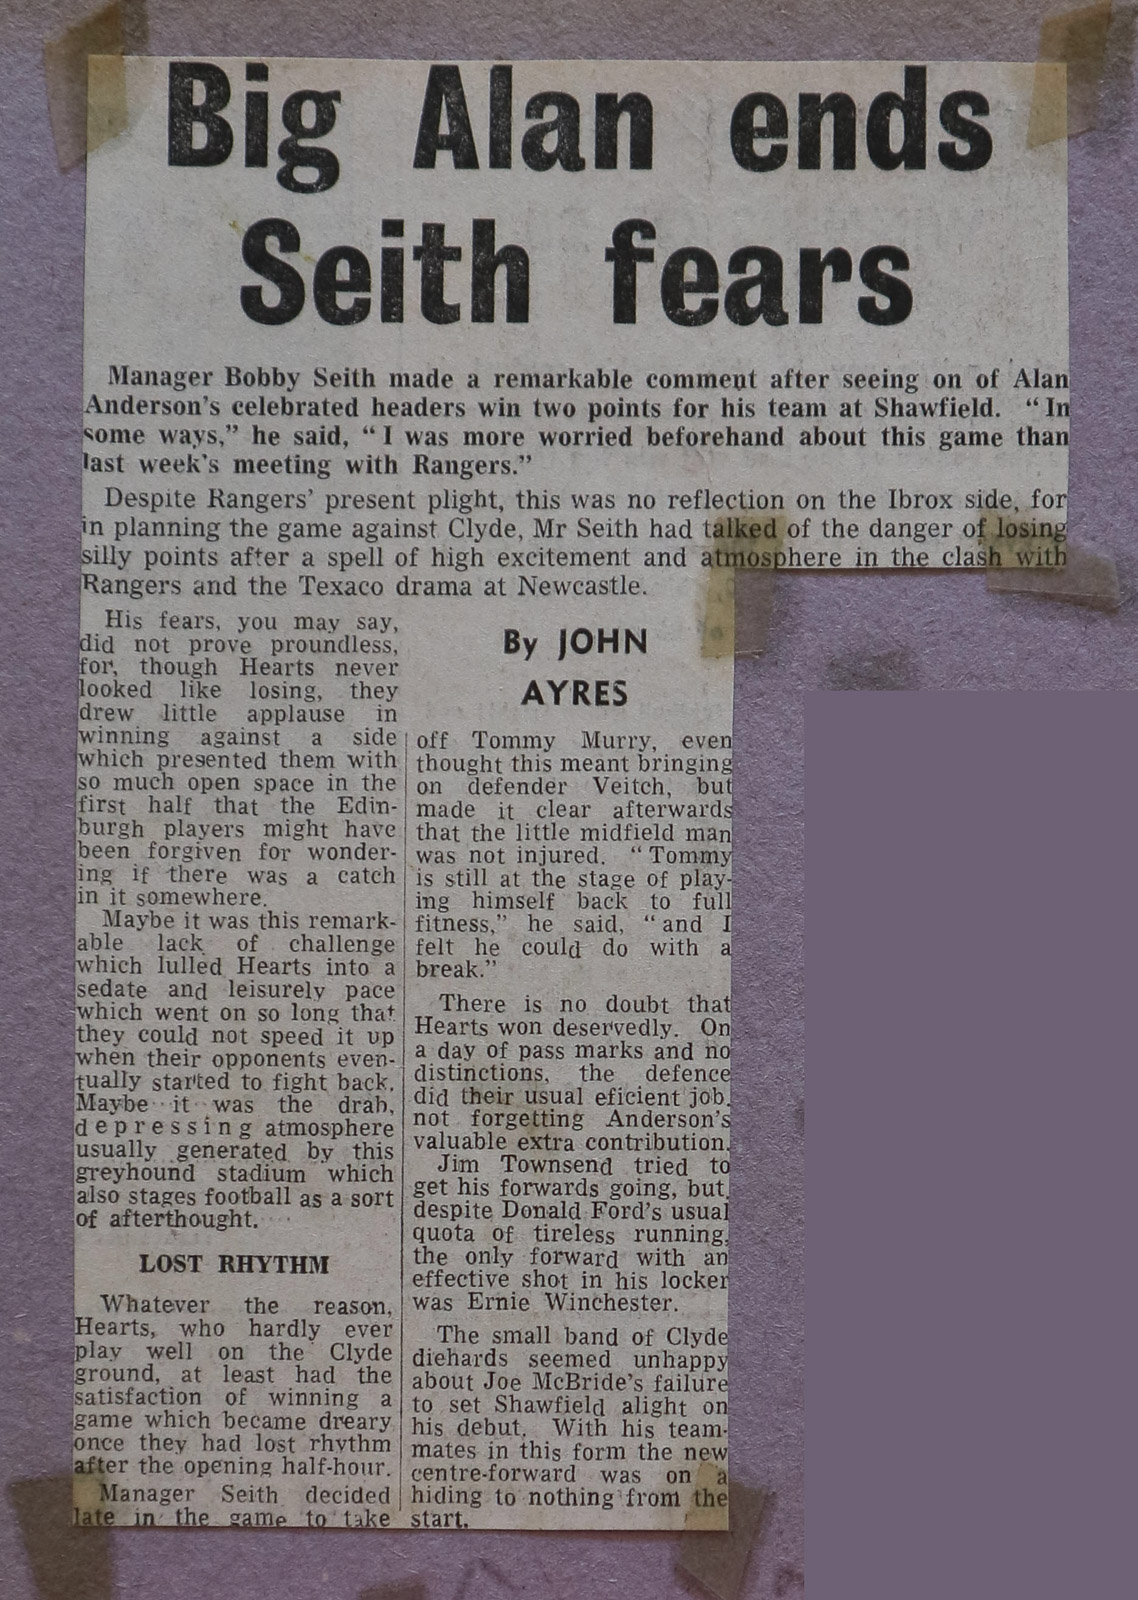 Big Alan ends
Seith fears
Manager Bobby Seith made a remarkable comment after seeing on of Alan
Anderson's celebrated headers win two points for his team at Shawfield. "In
some ways," he said, "I was more worried beforehand about this game than
last week's meeting with Rangers."
Despite Rangers' present plight, this was no reflection on the Ibrox side, for
in planning the game against Clyde, Mr Seith had talked of the danger of losing
silly points after a spell of high excitement and atmosphere in the clash with
Rangers and the Texaco drama at Newcastle.
His fears, you may say,
did not prove proundless,
for, though Hearts never
looked like losing, they
drew little applause in
winning against a side
which presented them with
so much open space in the
first half that the Edin-
burgh players might have
been forgiven for wonder-
ing if there was a catch
in it somewhere.
Maybe it was this remark-
able lack of challenge
which lulled Hearts into a
sedate and leisurely pace
which went on so long that
they could not speed it up
when their opponents even-
tually started to fight back.
Maybe it was the drab,
depressing atmosphere
usually generated by this
greyhound stadium which
also stages football as a sort
of afterthought.
LOST RHYTHM
Whatever the reason,
Hearts, who hardly ever
play well on the Clyde
ground, at least had the
satisfaction of winning a
game which became dreary
once they had lost rhythm
after the opening half-hour.
Manager Seith decided
late in the game to take
By JOHN
AYRES
off Tommy Murry, even
thought this meant bringing
on defender Veitch, but
made it clear afterwards
that the little midfield man
was not injured. "Tommy
is still at the stage of play-
ing himself back to full
fitness," he said, "and I
felt he could do with a
break."
There is no doubt that
Hearts won deservedly. On
a day of pass marks and no
distinctions, the defence
did their usual eficient job,
not forgetting Anderson's
valuable extra contribution.
Jim Townsend tried to
get his forwards going, but,
despite Donald Ford's usual
quota of tireless running,
the only forward with an
effective shot in his locker
was Ernie Winchester.
The small band of Clyde
diehards seemed unhappy
about Joe McBride's failure
to set Shawfield alight on
his debut. With his team-
mates in this form the new
centre-forward was on a
hiding to nothing from the
start.